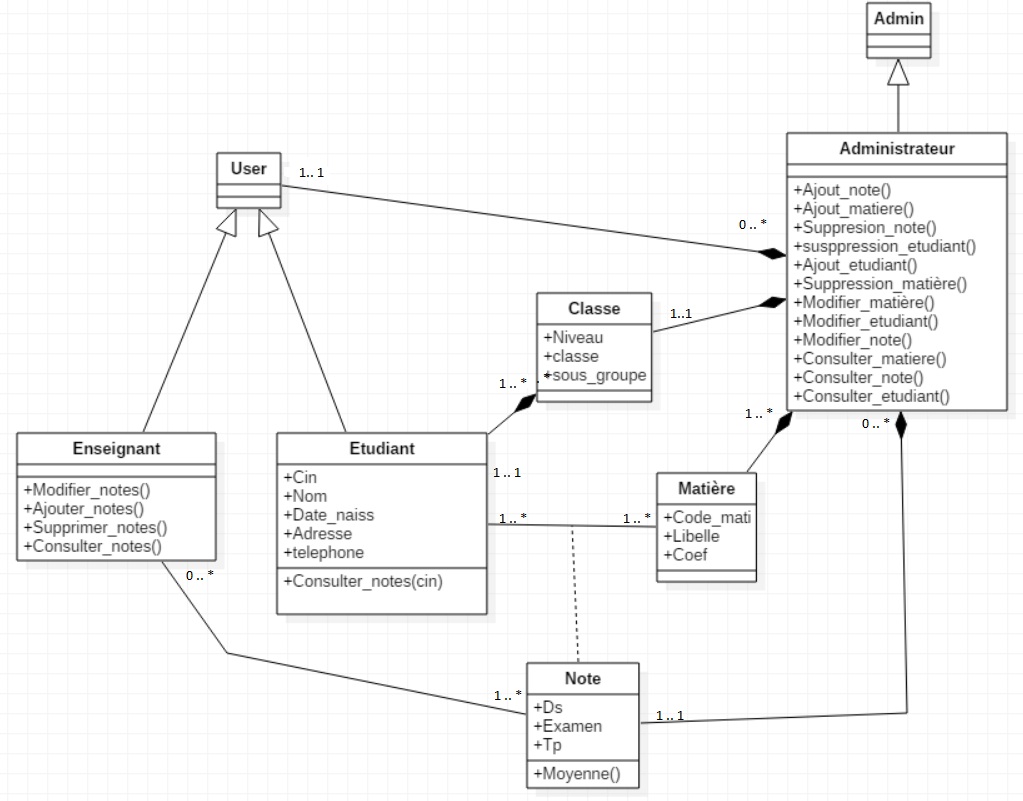 Admin
Administrateur
+Ajout_note()
+Ajout_matiere()
+Suppresion_note()
+susppression_etudiant()
+Ajout_etudiant()
+Suppression_matière()
+Modifier_matière()
+Modifier_etudiant()
+Modifier_note()
+Consulter_matiere()
+Consulter_note()
+Consulter_etudiant()
User
1..1
0..*
Classe
+Niveau
+classe
+sous_groupe
1..1
1..*
1..*
0..*
Enseignant
+Modifier_notes()
+Ajouter_notes()
+Supprimer_notes()
+Consulter_notes()
0..*
Etudiant
+Cin
+Nom
+Date_naiss
+Adresse
+telephone
+Consulter_notes(cin)
1..1
1..*
1..*
Matière
+Code_mati
+Libelle
+Coef
Note
+Ds
+Examen
+Tp
+Moyenne()
1..*
1..1